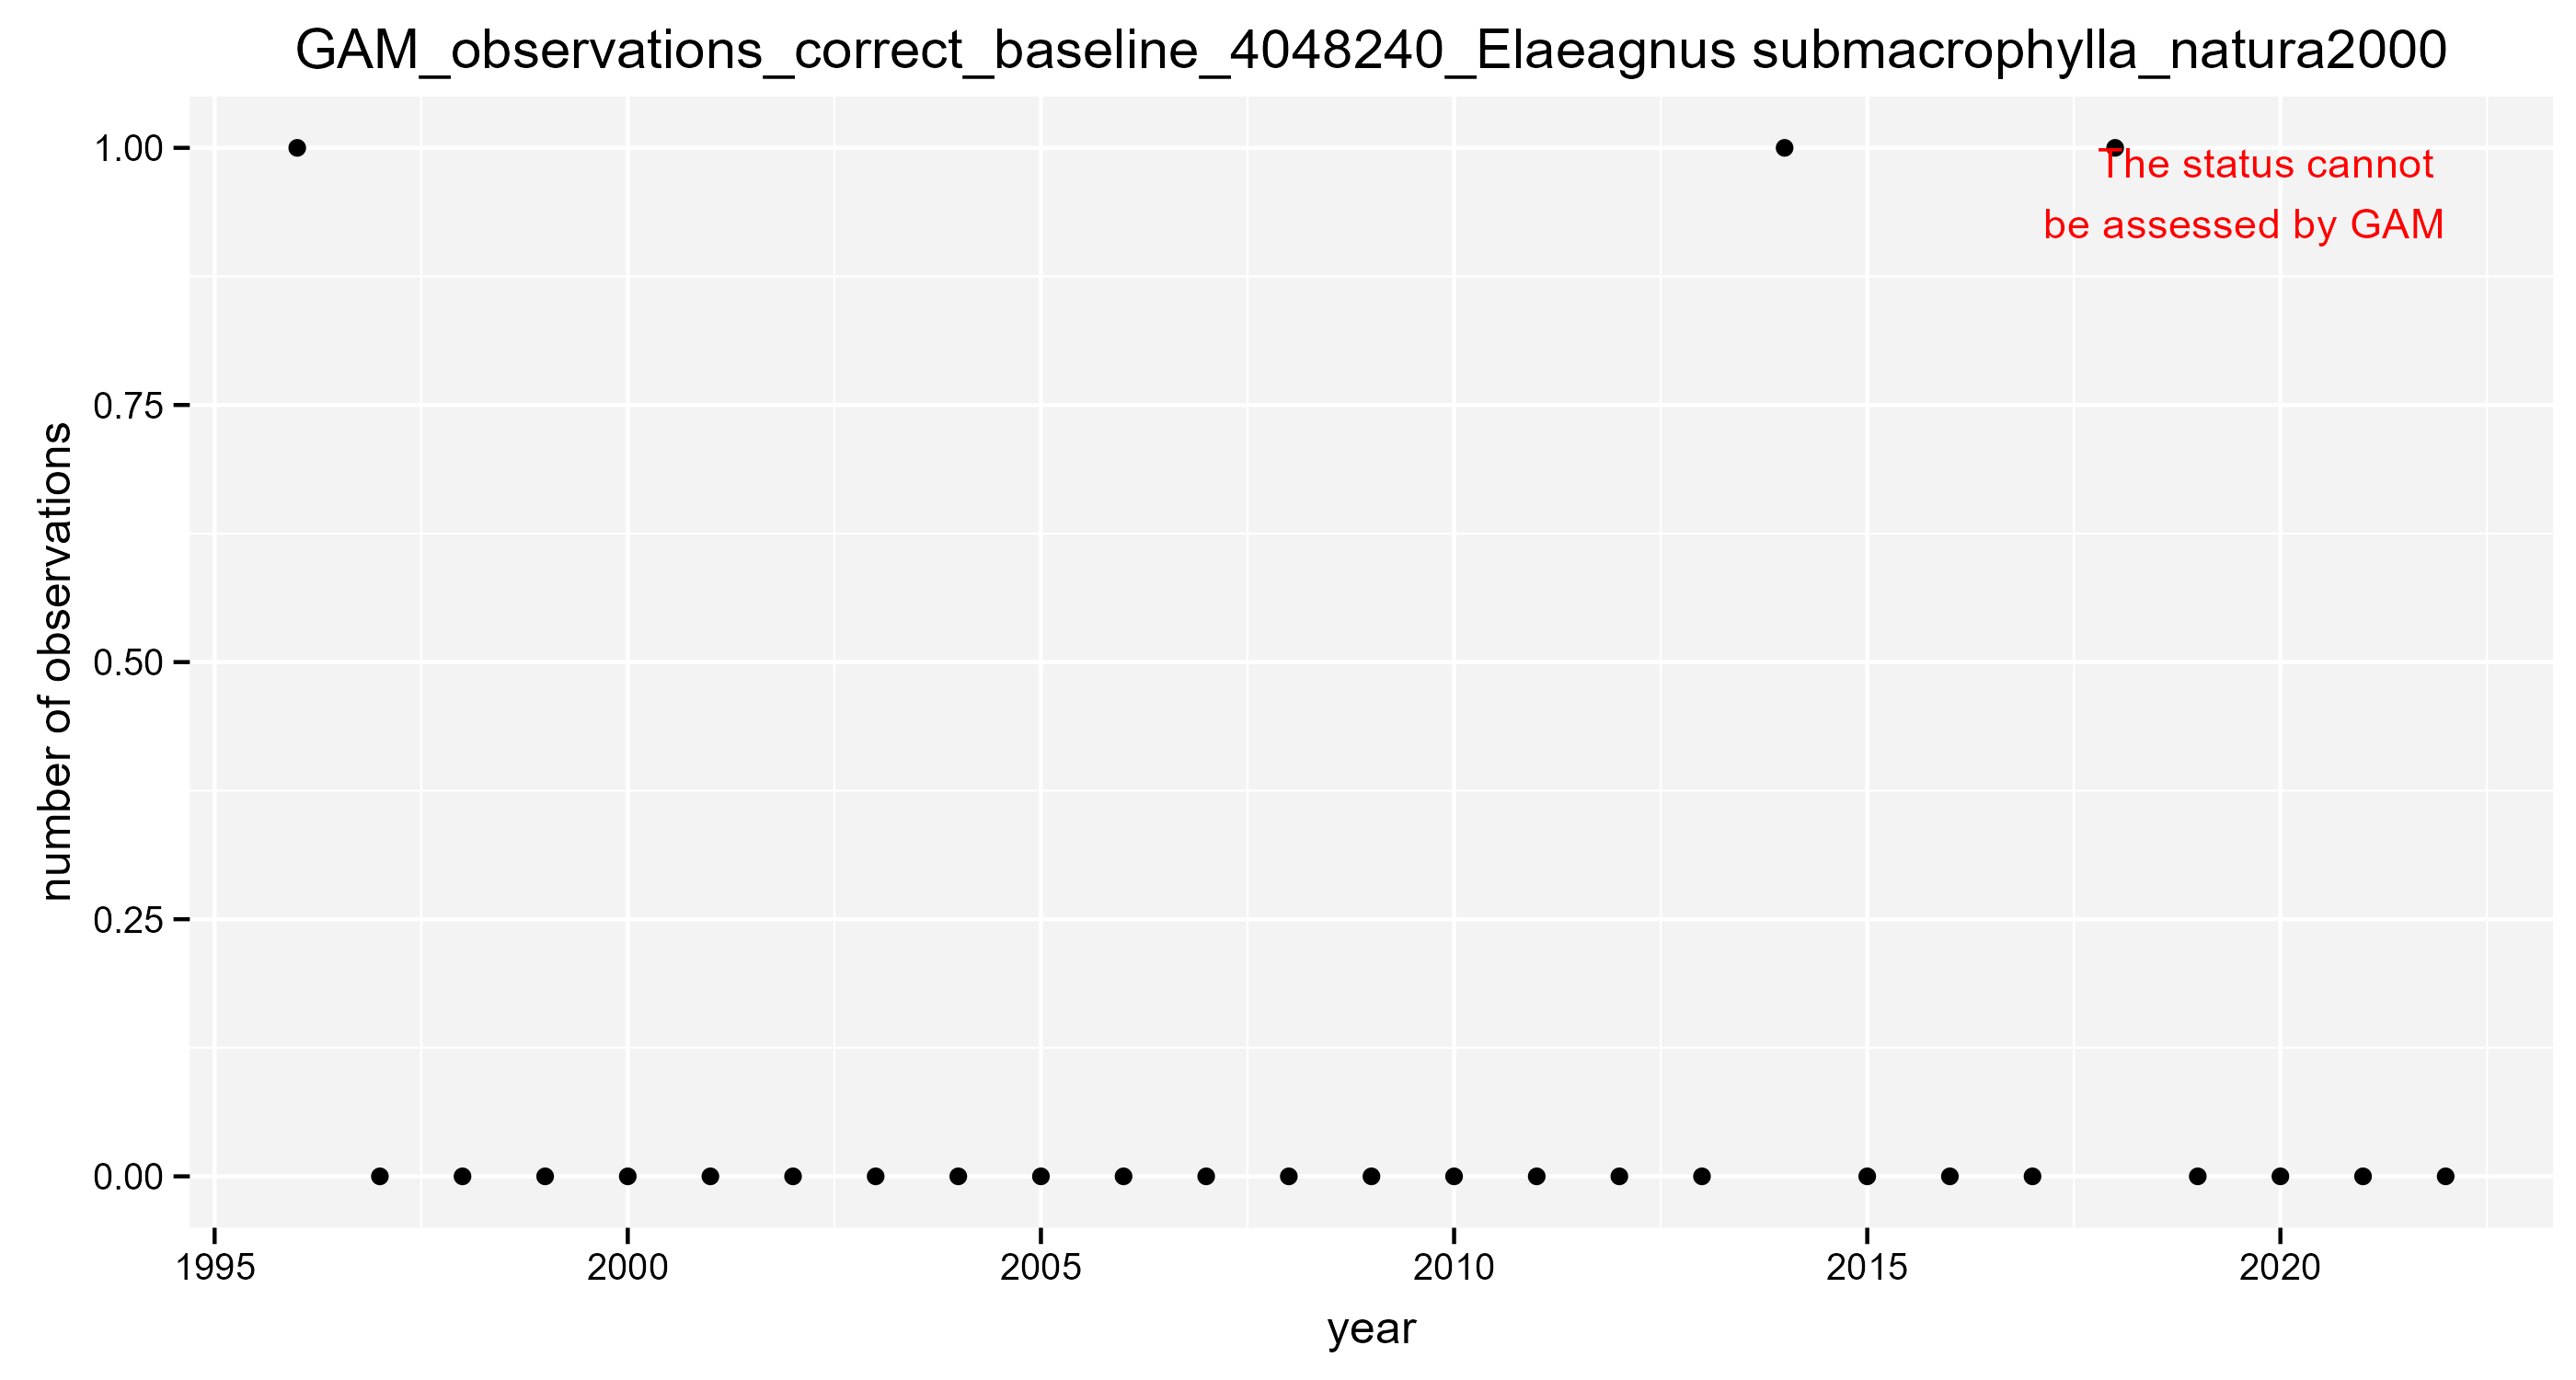 GAM_observations_correct_baseline_4048240_Elaeagnus submacrophylla_natura2000
1.00
The status cannot
be assessed by GAM
0.75
number of observations
0.50
0.25
0.00
1995 2000 2005 2010 2015 2020
year